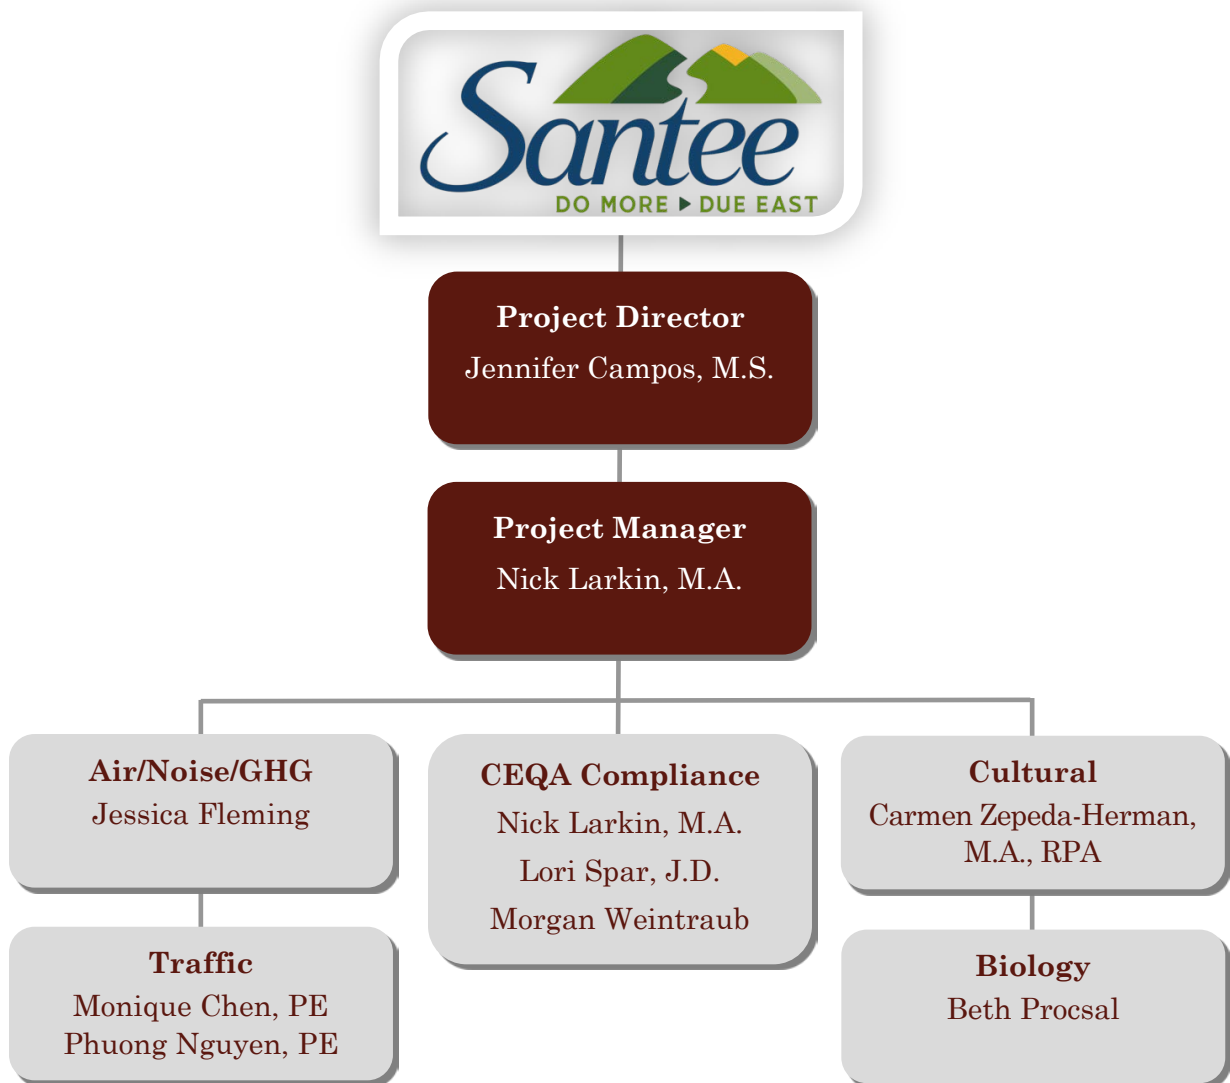 Santee
DO MORE ▶ DUE EAST
Project Director
Jennifer Campos, M.S.
Project Manager
Nick Larkin, M.A.
Air/Noise/GHG
Jessica Fleming
CEQA Compliance
Nick Larkin, M.A.
Lori Spar, J.D.
Morgan Weintraub
Cultural
Carmen Zepeda-Herman,
M.A., RPA
Traffic
Monique Chen, PE
Phuong Nguyen, PE
Biology
Beth Procsal